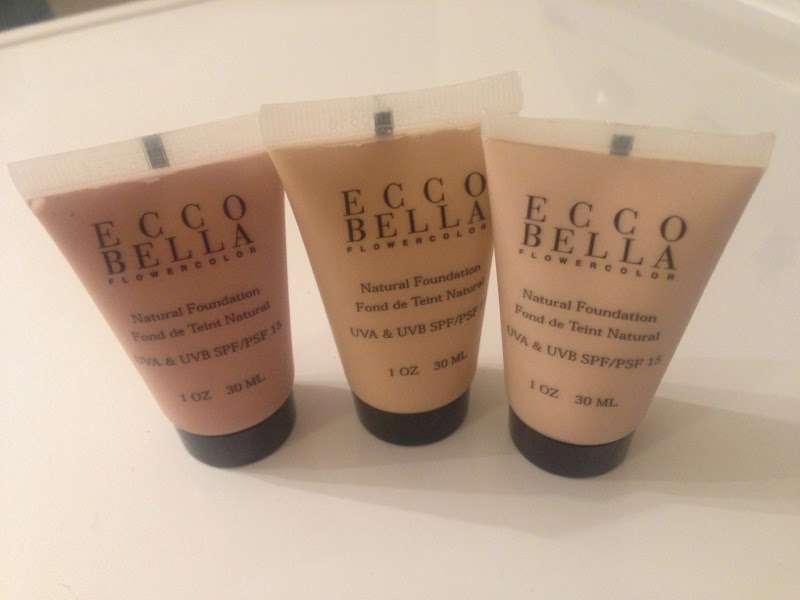 ECCO
BELLA
FLOWERCOLOR
Natural Foundation
Fond de Teint Natural
UVA & UVB SPF/PSF 15
1 OZ 30 ML
ECCO
BELLA
FLOWERCOLOR
Natural Foundation
Fond de Teint Natural
UVA & UVB SPF/PSF
1 OZ 30 ML
ECCO
BELLA
FLOWERCOLOR
Natural Foundation
Fond de Teint Natural
UVA & UVB SPF/PSF 15
1 OZ 30 ML